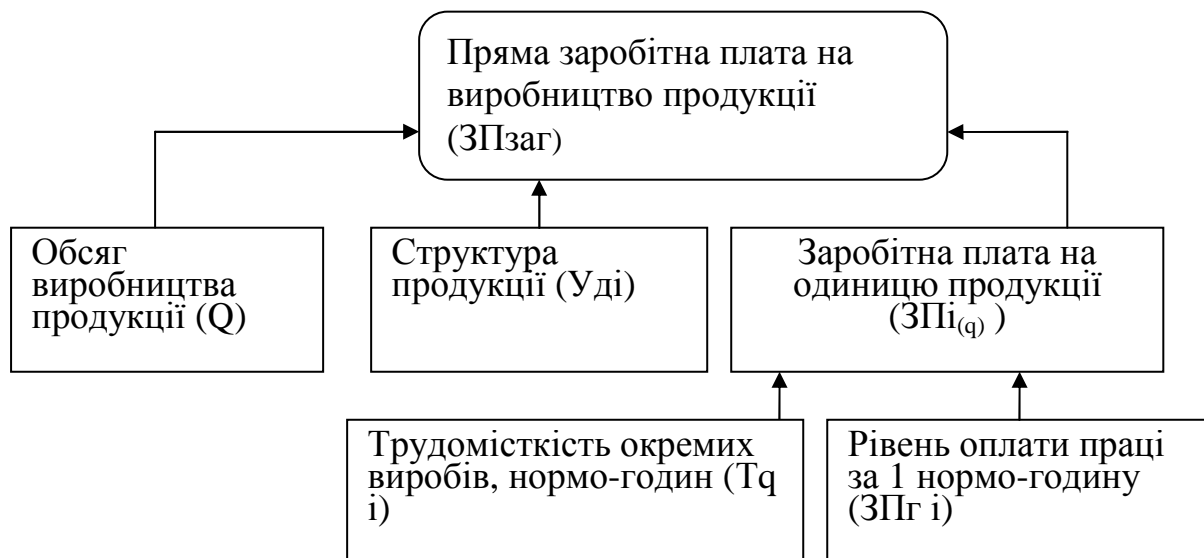 Пряма заробітна плата на
виробництво продукції
(ЗПзаг)
Обсяг
виробництва
продукції (Q)
Структура
продукції (Уді)
Заробітна плата на
одиницю продукції
(ЗПі(q) )
Трудомісткість окремих
виробів, нормо-годин (Тq
і)
Рівень оплати праці
за 1 нормо-годину
(ЗПг і)